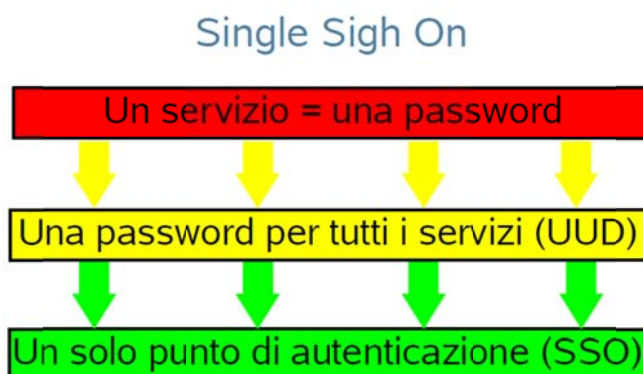 Single Sigh On
Un servizio = una password
Una password per tutti i servizi (UUD)
Un solo punto di autenticazione (SSO)